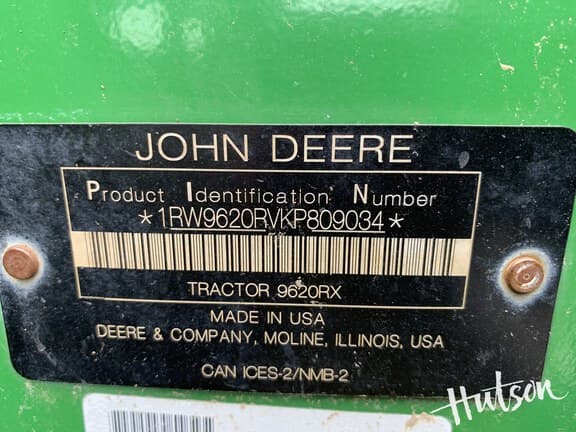 JOHN DEERE
Product Identification Number
*1RW9620RVKP809034*
TRACTOR 9620RX
MADE IN USA
DEERE & COMPANY, MOLINE, ILLINOIS, USA
CAN ICES-2/NMB-2
Hutson